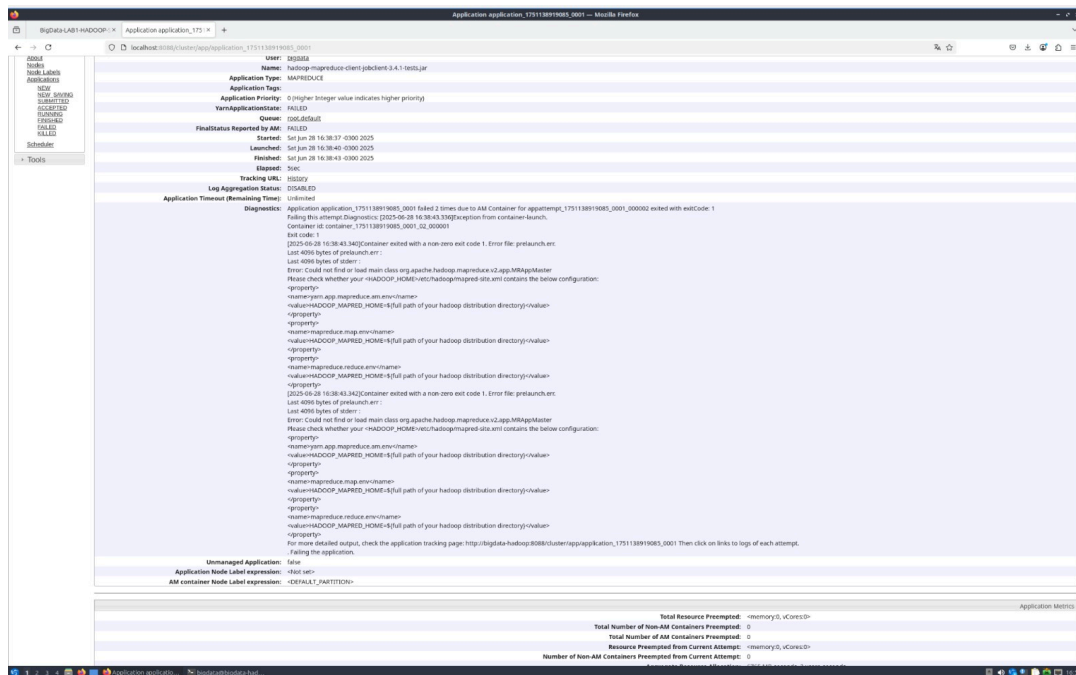 Application application_1751138919085_0001 — Mozilla Firefox
BigData-LAB1-HADOOP-
Application application_175
localhost:8088/cluster/app/application_1751138919085_0001
About
Nodes
Node Labels
Applications
NEW
NEW_SAVING
SUBMITTED
ACCEPTED
RUNNING
FINISHED
FAILED
KILLED
Scheduler
Tools
User: bigdata
Name: hadoop-mapreduce-client-jobclient-3.4.1-tests.jar
Application Type: MAPREDUCE
Application Tags:
Application Priority: 0 (Higher Integer value indicates higher priority)
YarnApplicationState: FAILED
Queue: root.default
FinalStatus Reported by AM: FAILED
Started: Sat Jun 28 16:38:37 -0300 2025
Launched: Sat Jun 28 16:38:40 -0300 2025
Finished: Sat Jun 28 16:38:43 -0300 2025
Elapsed: 5sec
Tracking URL: History
Log Aggregation Status: DISABLED
Application Timeout (Remaining Time): Unlimited
Diagnostics: Application application_1751138919085_0001 failed 2 times due to AM Container for appattempt_1751138919085_0001_000002 exited with exitCode: 1
Failing this attempt.Diagnostics: [2025-06-28 16:38:43.336]Exception from container-launch.
Container id: container_1751138919085_0001_02_000001
Exit code: 1
[2025-06-28 16:38:43.340]Container exited with a non-zero exit code 1. Error file: prelaunch.err.
Last 4096 bytes of prelaunch.err :
Last 4096 bytes of stderr :
Error: Could not find or load main class org.apache.hadoop.mapreduce.v2.app.MRAppMaster
Please check whether your <HADOOP_HOME>/etc/hadoop/mapred-site.xml contains the below configuration:
<property>
<name>yarn.app.mapreduce.am.env</name>
<value>HADOOP_MAPRED_HOME=${full path of your hadoop distribution directory}</value>
</property>
<property>
<name>mapreduce.map.env</name>
<value>HADOOP_MAPRED_HOME=${full path of your hadoop distribution directory}</value>
</property>
<property>
<name>mapreduce.reduce.env</name>
<value>HADOOP_MAPRED_HOME=${full path of your hadoop distribution directory}</value>
</property>
[2025-06-28 16:38:43.342]Container exited with a non-zero exit code 1. Error file: prelaunch.err.
Last 4096 bytes of prelaunch.err :
Last 4096 bytes of stderr :
Error: Could not find or load main class org.apache.hadoop.mapreduce.v2.app.MRAppMaster
Please check whether your <HADOOP_HOME>/etc/hadoop/mapred-site.xml contains the below configuration:
<property>
<name>yarn.app.mapreduce.am.env</name>
<value>HADOOP_MAPRED_HOME=${full path of your hadoop distribution directory}</value>
</property>
<property>
<name>mapreduce.map.env</name>
<value>HADOOP_MAPRED_HOME=${full path of your hadoop distribution directory}</value>
</property>
<property>
<name>mapreduce.reduce.env</name>
<value>HADOOP_MAPRED_HOME=${full path of your hadoop distribution directory}</value>
</property>
For more detailed output, check the application tracking page: http://bigdata-hadoop:8088/cluster/app/application_1751138919085_0001 Then click on links to logs of each attempt.
. Failing the application.
Unmanaged Application: false
Application Node Label expression: <Not set>
AM container Node Label expression: <DEFAULT_PARTITION>
Application Metrics
Total Resource Preempted: <memory:0, vCores:0>
Total Number of Non-AM Containers Preempted: 0
Total Number of AM Containers Preempted: 0
Resource Preempted from Current Attempt: <memory:0, vCores:0>
Number of Non-AM Containers Preempted from Current Attempt: 0
1 2 3 4
Application applicatio...
bigdata@bigdata-had...